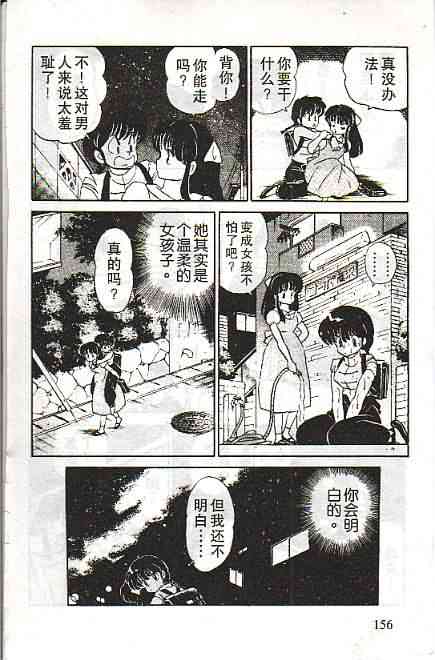 真没办
法！
你要干
什么？
背你！
你能走
吗？
不！这对男
人来说太羞
耻了！
………
变成女孩不
怕了吧？
她其实是
个温柔的
女孩子。
真的吗？
你会明
白的。
但我还不
明白……
156